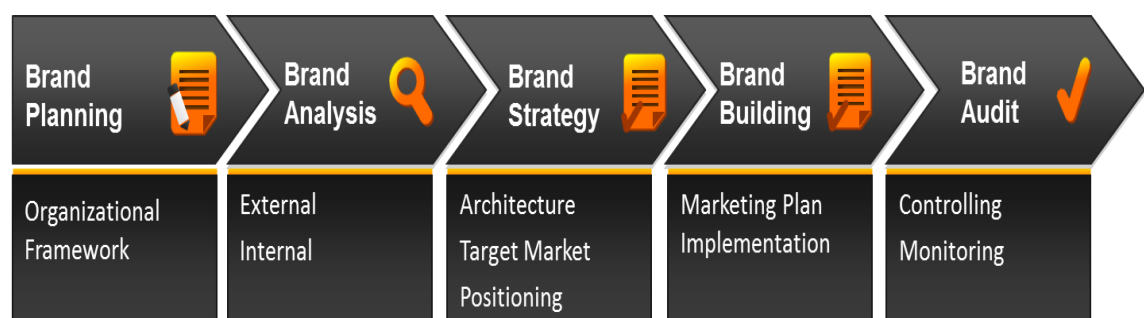 Brand
Planning
Brand
Analysis
Brand
Strategy
Brand
Building
Brand
Audit
Organizational
Framework
External
Internal
Architecture
Target Market
Positioning
Marketing Plan
Implementation
Controlling
Monitoring